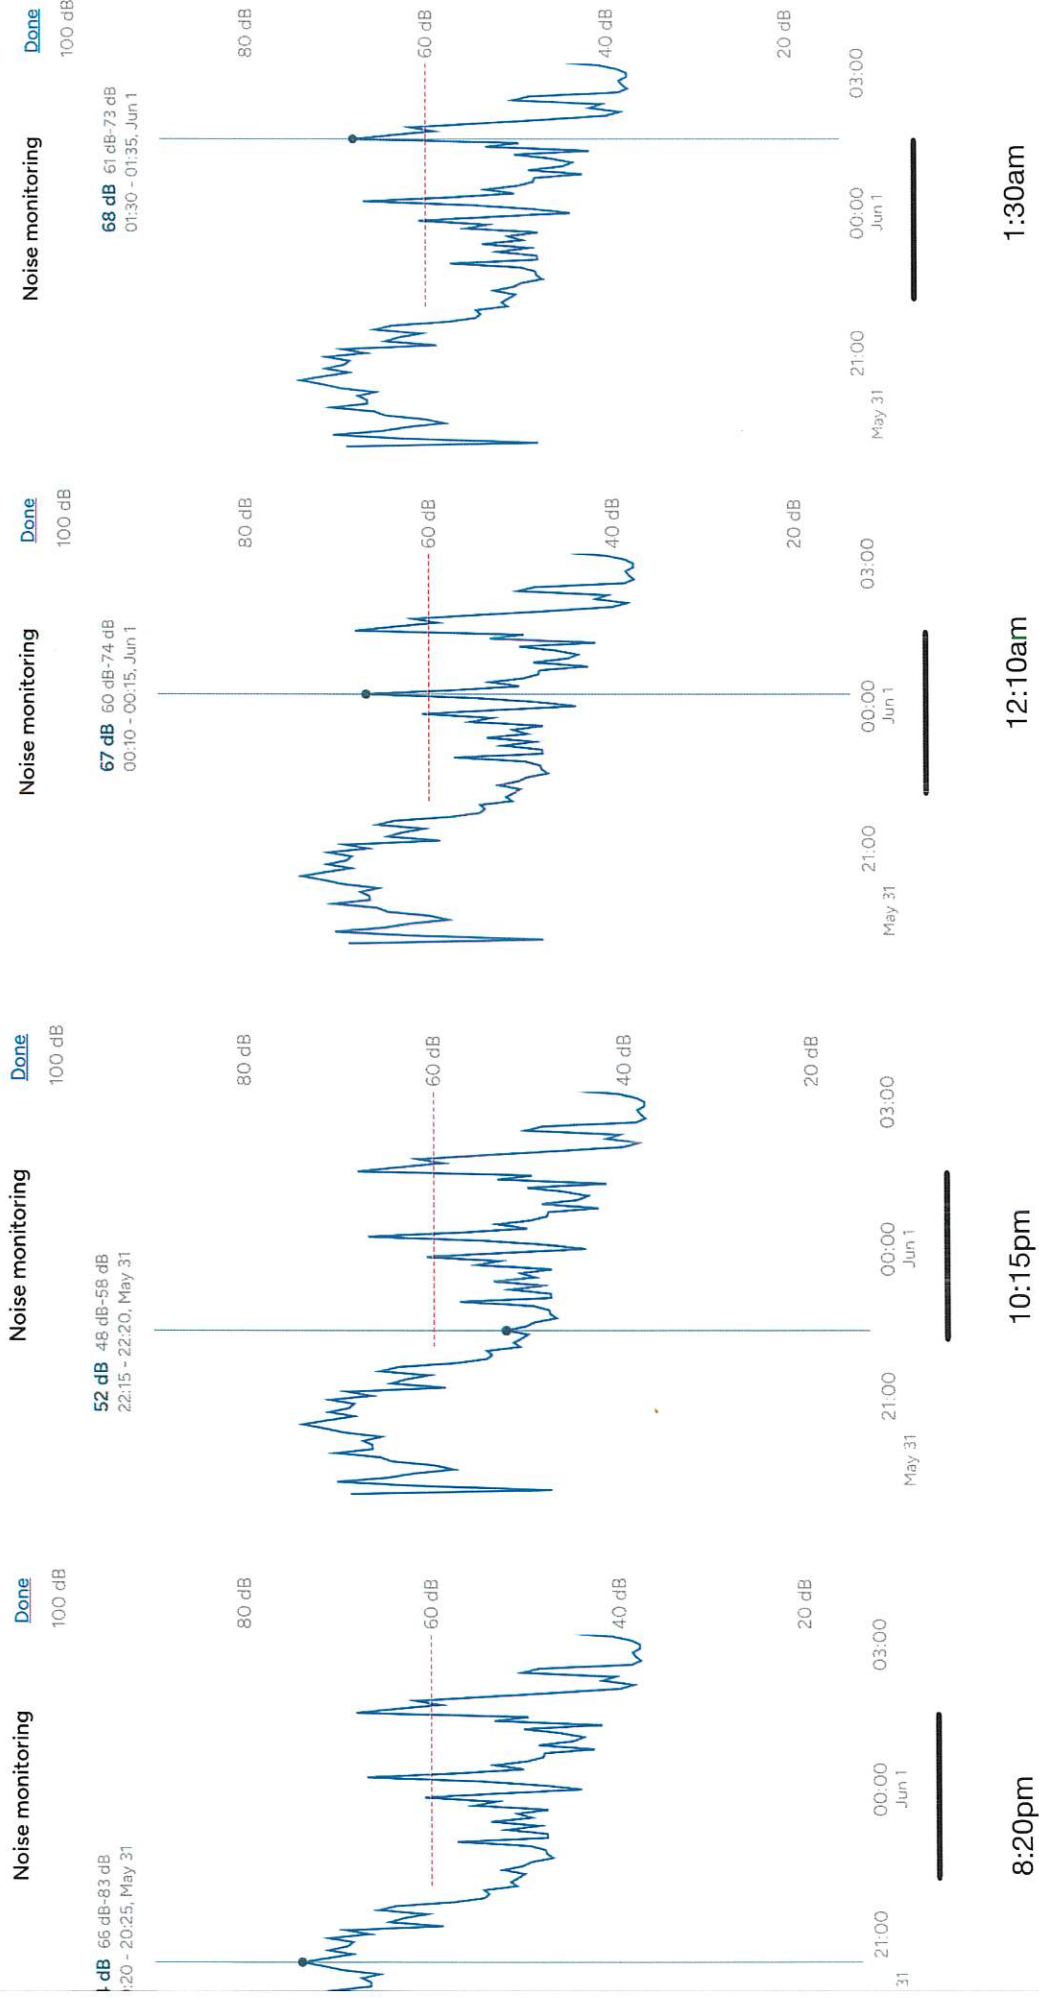 Noise monitoring
Done
4 dB 66 dB-83 dB
:20 - 20:25, May 31
100 dB
80 dB
60 dB
40 dB
20 dB
21:00 00:00 03:00
31 Jun 1
8:20pm
Noise monitoring
Done
52 dB 48 dB-58 dB
22:15 - 22:20, May 31
100 dB
80 dB
60 dB
40 dB
20 dB
21:00 00:00 03:00
May 31 Jun 1
10:15pm
Noise monitoring
Done
67 dB 60 dB-74 dB
00:10 - 00:15, Jun 1
100 dB
80 dB
60 dB
40 dB
20 dB
21:00 00:00 03:00
May 31 Jun 1
12:10am
Noise monitoring
Done
68 dB 61 dB-73 dB
01:30 - 01:35, Jun 1
100 dB
80 dB
60 dB
40 dB
20 dB
21:00 00:00 03:00
May 31 Jun 1
1:30am